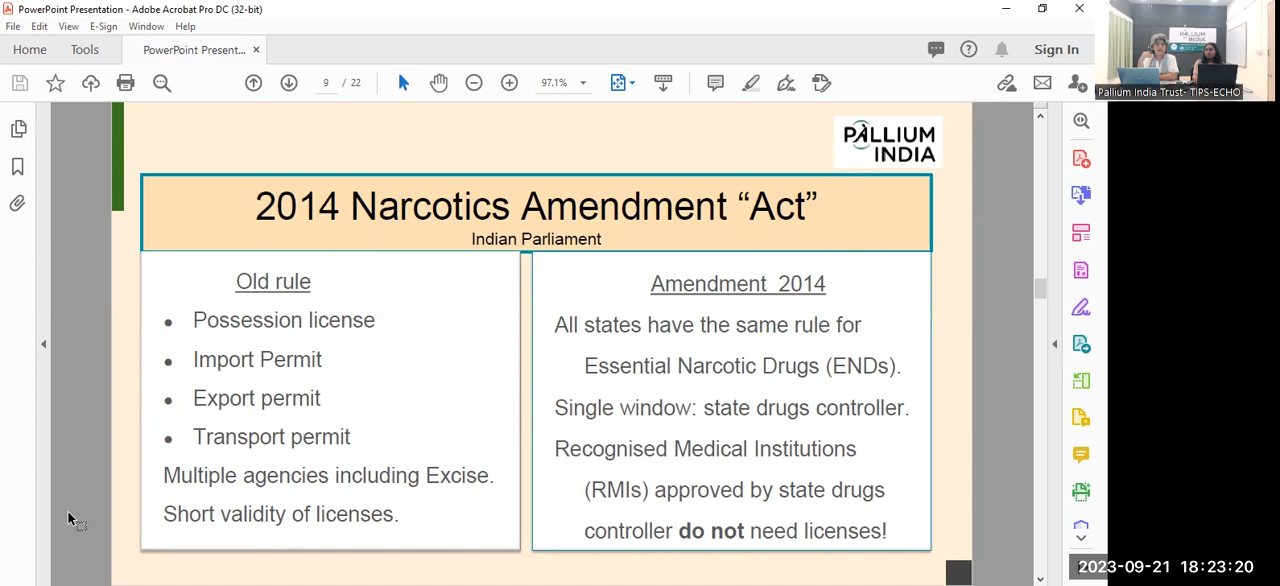 PowerPoint Presentation - Adobe Acrobat Pro DC (32-bit)
File Edit View E-Sign Window Help
Home Tools PowerPoint Present... × Sign In
9 / 22 97.1%
PALLIUM
INDIA
Pallium India Trust- TIPS-ECHO
PALLIUM
INDIA
2014 Narcotics Amendment “Act”
Indian Parliament
Old rule
• Possession license
• Import Permit
• Export permit
• Transport permit
Multiple agencies including Excise.
Short validity of licenses.
Amendment 2014
All states have the same rule for
Essential Narcotic Drugs (ENDs).
Single window: state drugs controller.
Recognised Medical Institutions
(RMIs) approved by state drugs
controller do not need licenses!
2023-09-21 18:23:20